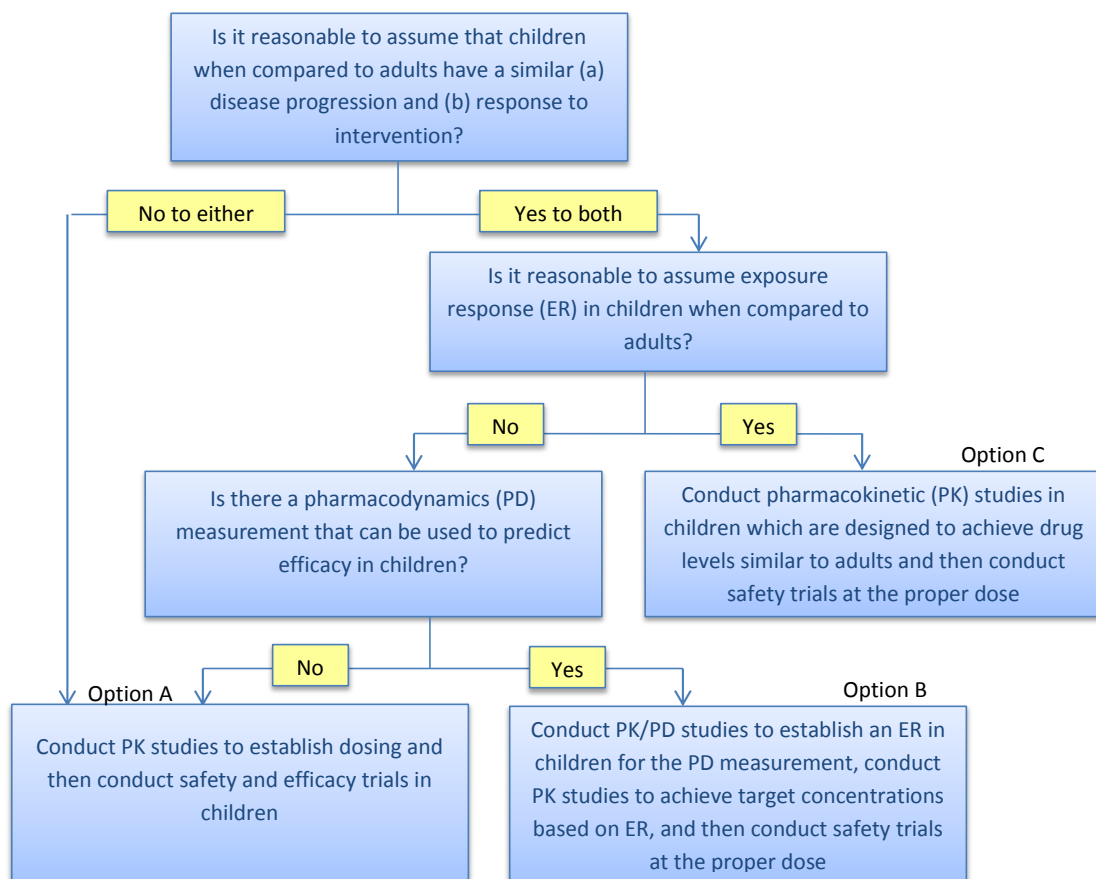 Is it reasonable to assume that children
when compared to adults have a similar (a)
disease progression and (b) response to
intervention?
No to either
Yes to both
Is it reasonable to assume exposure
response (ER) in children when compared to
adults?
No
Yes
Option C
Is there a pharmacodynamics (PD)
measurement that can be used to predict
efficacy in children?
Conduct pharmacokinetic (PK) studies in
children which are designed to achieve drug
levels similar to adults and then conduct
safety trials at the proper dose
No
Yes
Option A
Option B
Conduct PK studies to establish dosing and
then conduct safety and efficacy trials in
children
Conduct PK/PD studies to establish an ER in
children for the PD measurement, conduct
PK studies to achieve target concentrations
based on ER, and then conduct safety trials
at the proper dose